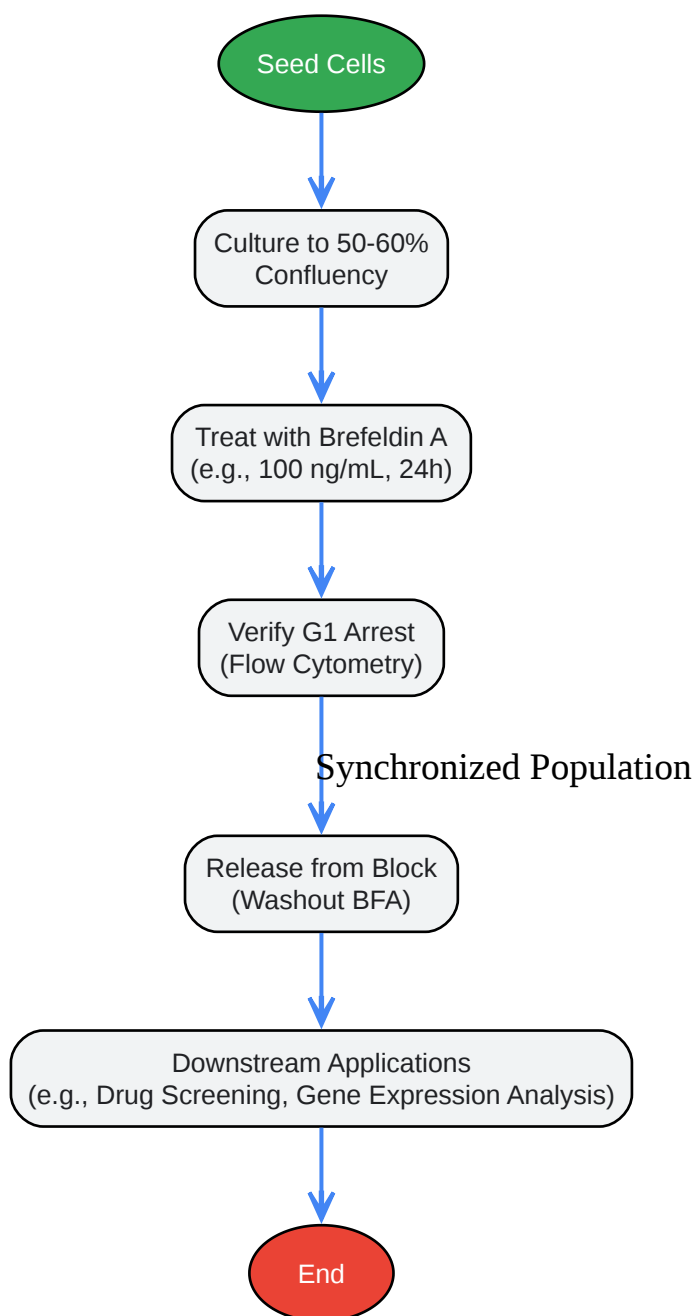 Seed Cells
Culture to 50-60%
Confluency
Treat with Brefeldin A
(e.g., 100 ng/mL, 24h)
Verify G1 Arrest
(Flow Cytometry)
Synchronized Population
Release from Block
(Washout BFA)
Downstream Applications
(e.g., Drug Screening, Gene Expression Analysis)
End